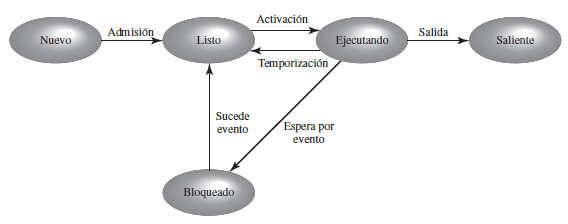 Activación
Nuevo
Admisión
Listo
Ejecutando
Salida
Saliente
Temporización
Sucede
evento
Espera por
evento
Bloqueado